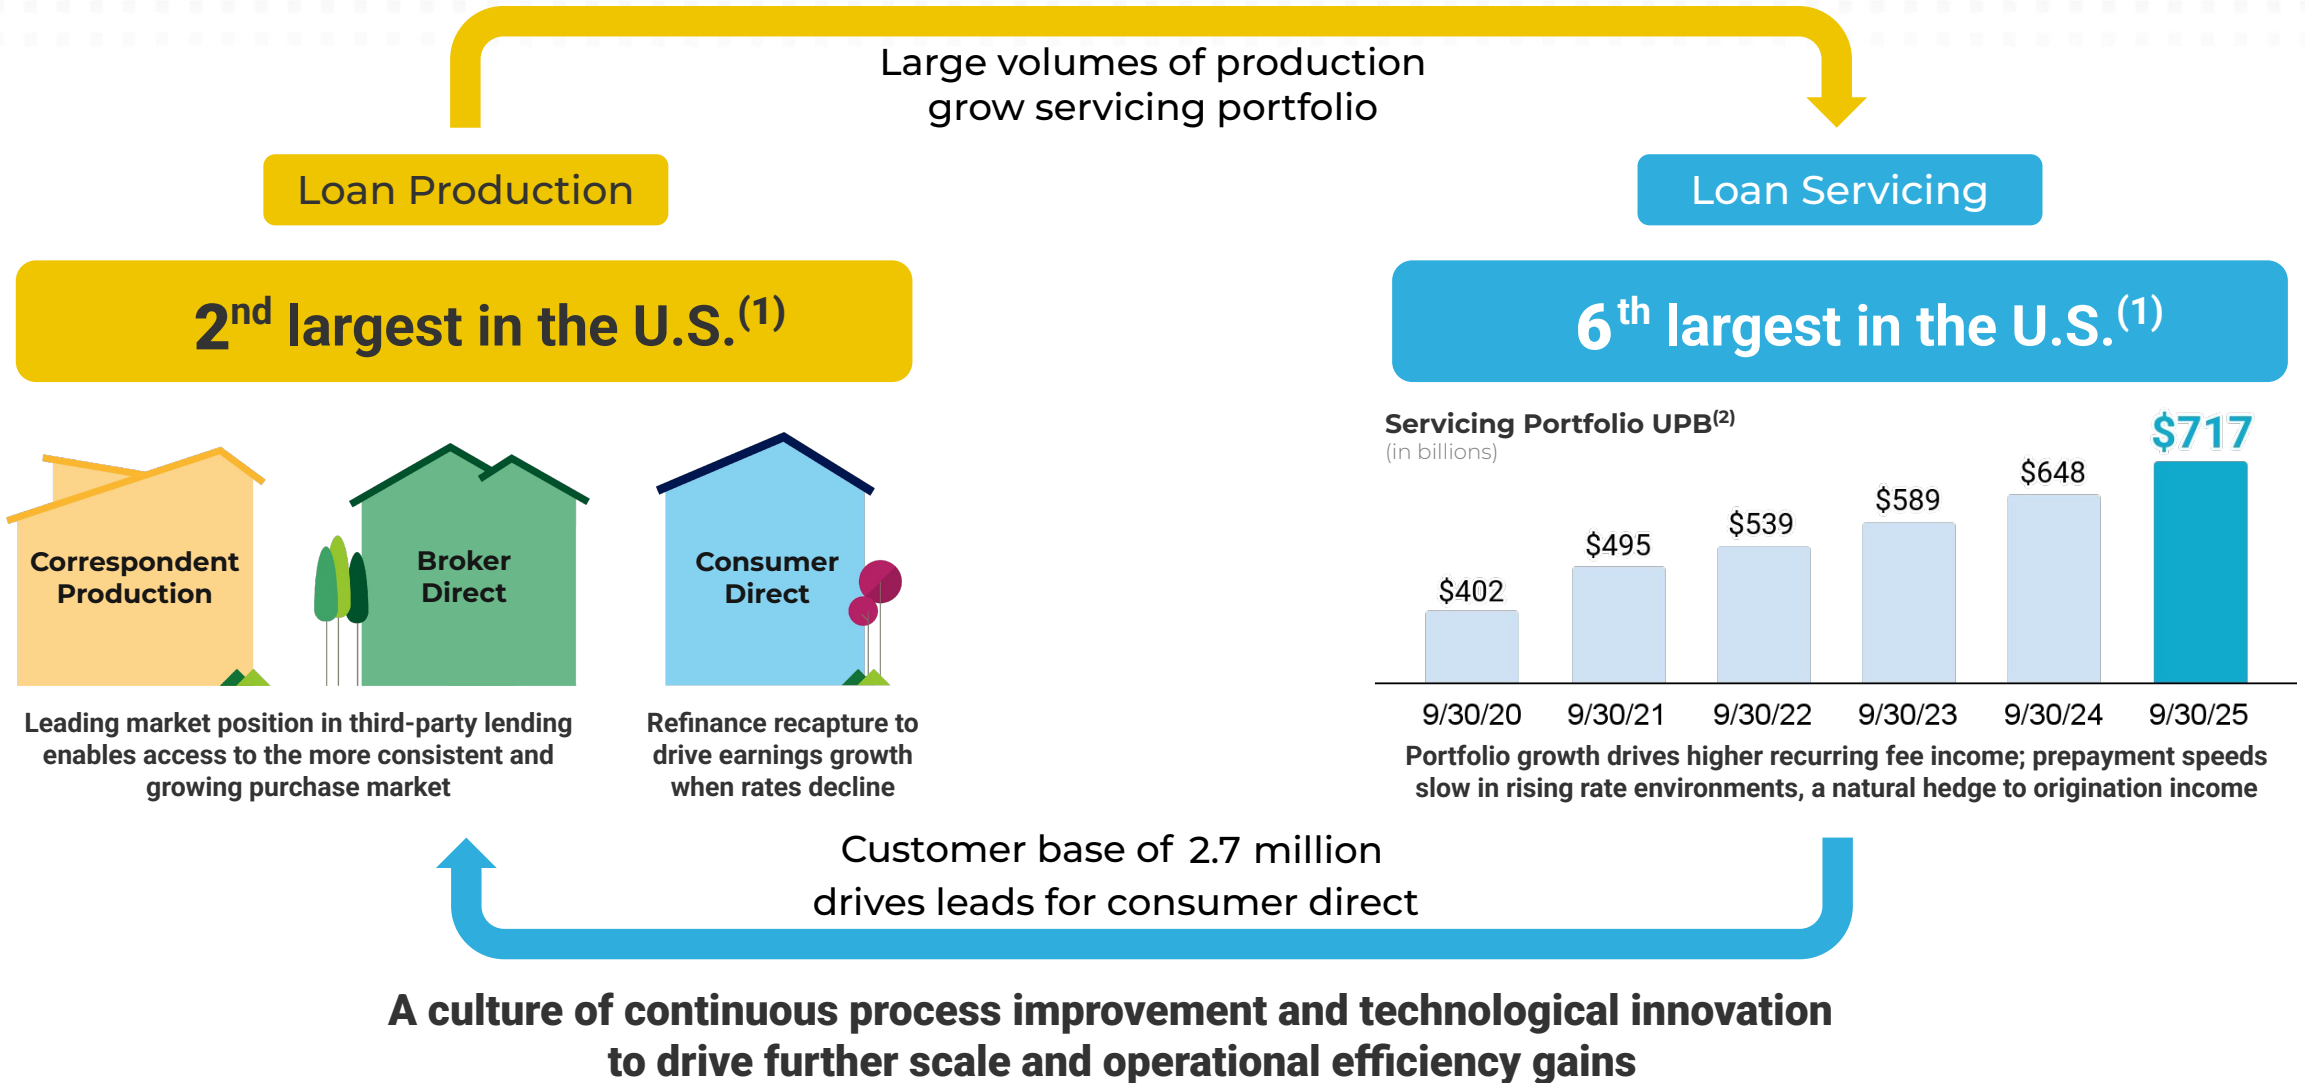 Large volumes of production
grow servicing portfolio
Loan Production
Loan Servicing
2nd largest in the U.S.(1)
6th largest in the U.S.(1)
Correspondent
Production
Broker
Direct
Consumer
Direct
Leading market position in third-party lending
enables access to the more consistent and
growing purchase market
Refinance recapture to
drive earnings growth
when rates decline
Servicing Portfolio UPB(2)
(in billions)
$402
$495
$539
$589
$648
$717
9/30/20
9/30/21
9/30/22
9/30/23
9/30/24
9/30/25
Portfolio growth drives higher recurring fee income; prepayment speeds
slow in rising rate environments, a natural hedge to origination income
Customer base of 2.7 million
drives leads for consumer direct
A culture of continuous process improvement and technological innovation
to drive further scale and operational efficiency gains